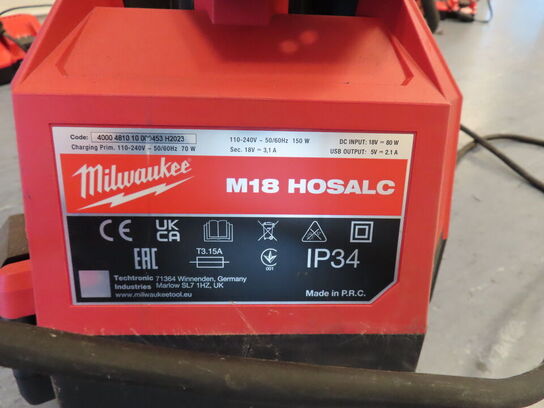 Code: 4000 4810 10 000453 H2023
Charging Prim. 110-240V ~ 50/60Hz 70 W
110-240V ~ 50/60Hz 150 W
Sec. 18V ⎓ 3,1 A
DC INPUT: 18V ⎓ 80 W
USB OUTPUT: 5V ⎓ 2.1 A
Milwaukee
M18 HOSALC
CE UK CA
EAC T3.15A 001 IP34
Techtronic 71364 Winnenden, Germany
Industries Marlow SL7 1HZ, UK
www.milwaukeetool.eu
Made in P.R.C.